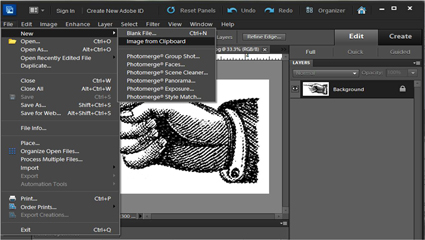 Sign In
Create New Adobe ID
Reset Panels
Undo
Redo
Organizer
File Edit Image Enhance Layer Select Filter View Window Help
New
Open... Ctrl+O
Open As... Alt+Ctrl+O
Open Recently Edited File
Duplicate...
Close Ctrl+W
Close All Alt+Ctrl+W
Save Ctrl+S
Save As... Shift+Ctrl+S
Save for Web... Alt+Shift+Ctrl+S
File Info...
Place...
Organize Open Files...
Process Multiple Files...
Import
Export
Automation Tools
Print... Ctrl+P
Order Prints...
Export Creations...
Exit Ctrl+Q
Blank File... Ctrl+N
Image from Clipboard
Photomerge® Group Shot...
Photomerge® Faces...
Photomerge® Scene Cleaner...
Photomerge® Panorama...
Photomerge® Exposure...
Photomerge® Style Match...
Refine Edge...
@ 33.3% (RGB/8)
Edit
Create
Full
Quick
Guided
LAYERS
Background